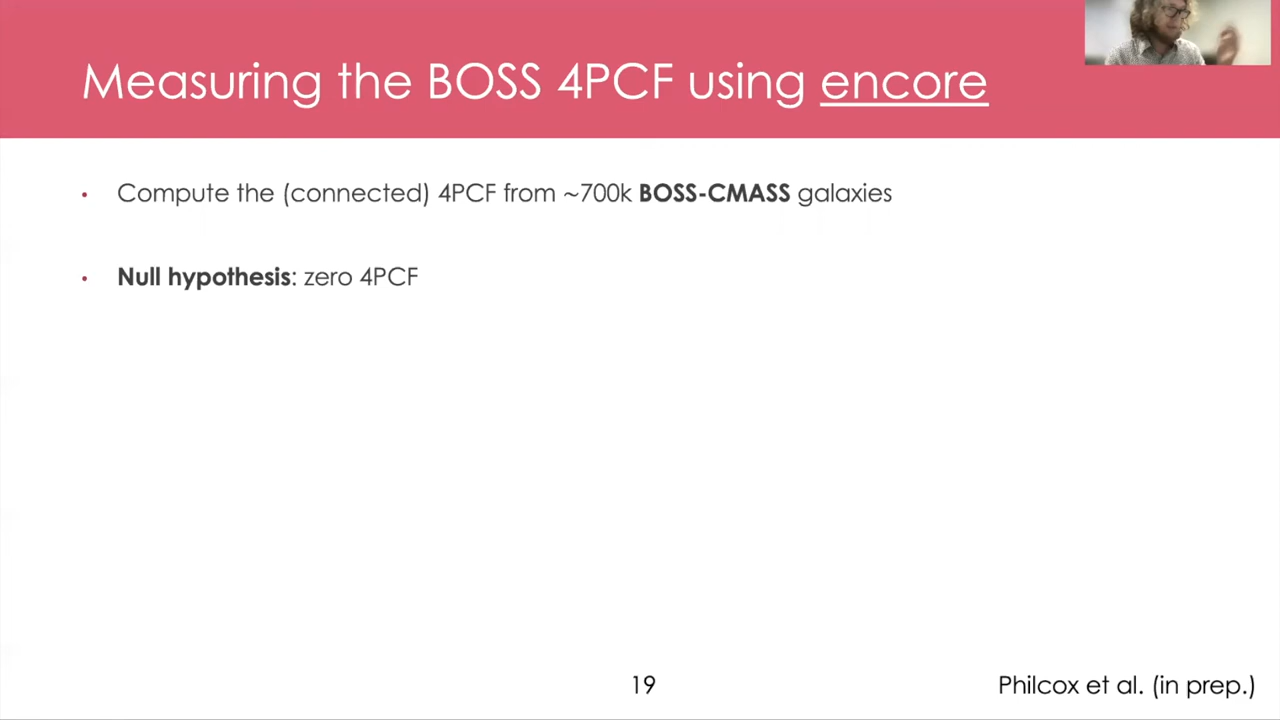 Measuring the BOSS 4PCF using encore
• Compute the (connected) 4PCF from ~700k BOSS-CMASS galaxies
• Null hypothesis: zero 4PCF
19
Philcox et al. (in prep.)